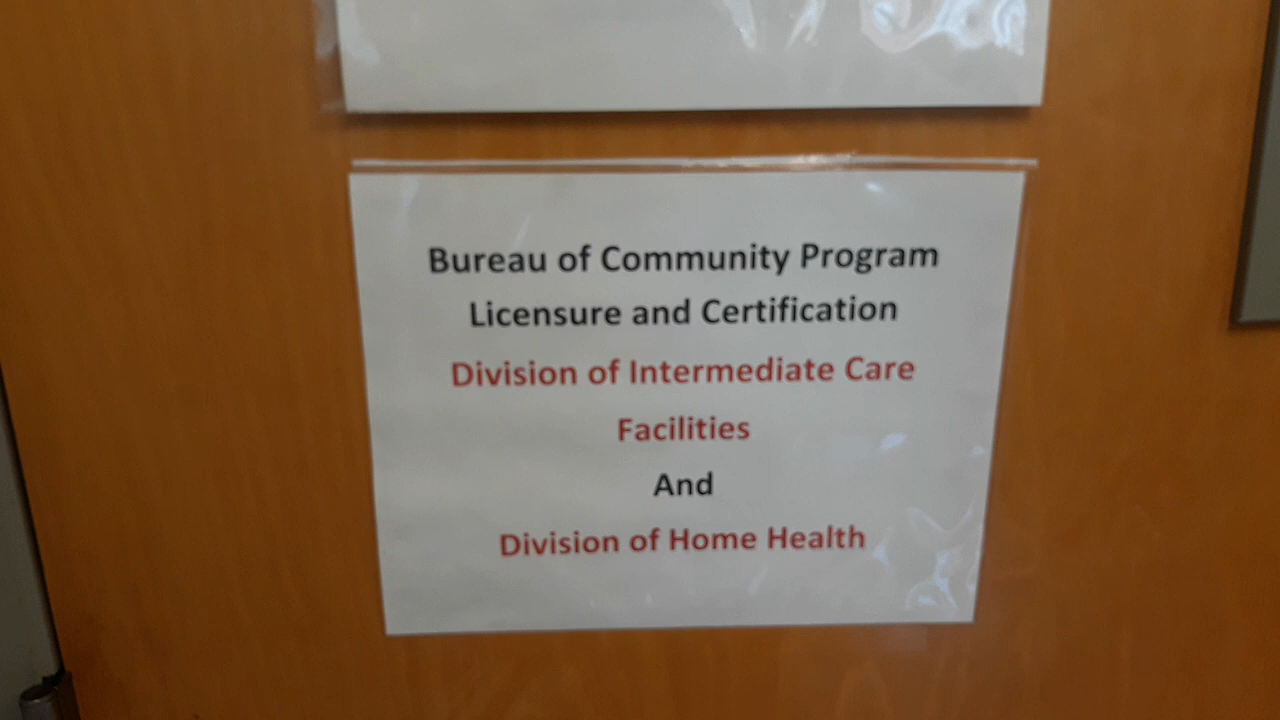 Bureau of Community Program
Licensure and Certification
Division of Intermediate Care
Facilities
And
Division of Home Health